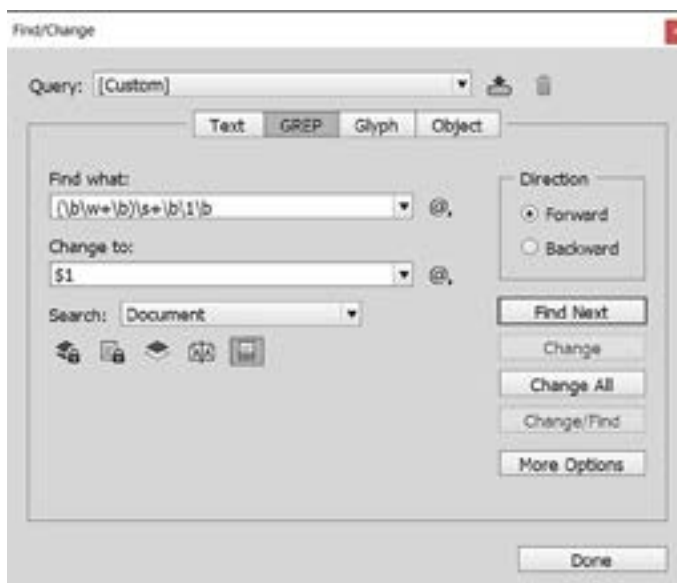 Find/Change
Query: [Custom]
Text GREP Glyph Object
Find what:
(\b\w+\b)\s+\b\1\b
Change to:
$1
Search: Document
Direction
Forward
Backward
Find Next
Change
Change All
Change/Find
More Options
Done